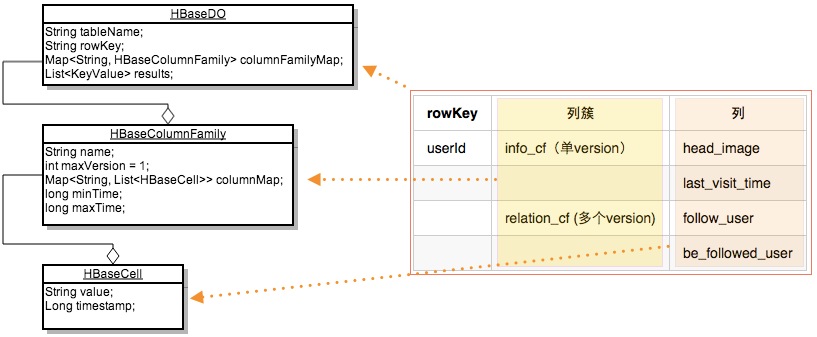 HBaseDO
String tableName;
String rowKey;
Map<String, HBaseColumnFamily> columnFamilyMap;
List<KeyValue> results;
HBaseColumnFamily
String name;
int maxVersion = 1;
Map<String, List<HBaseCell>> columnMap;
long minTime;
long maxTime;
HBaseCell
String value;
Long timestamp;
rowKey 列簇 列
userId info_cf（单version） head_image
last_visit_time
relation_cf (多个version) follow_user
be_followed_user